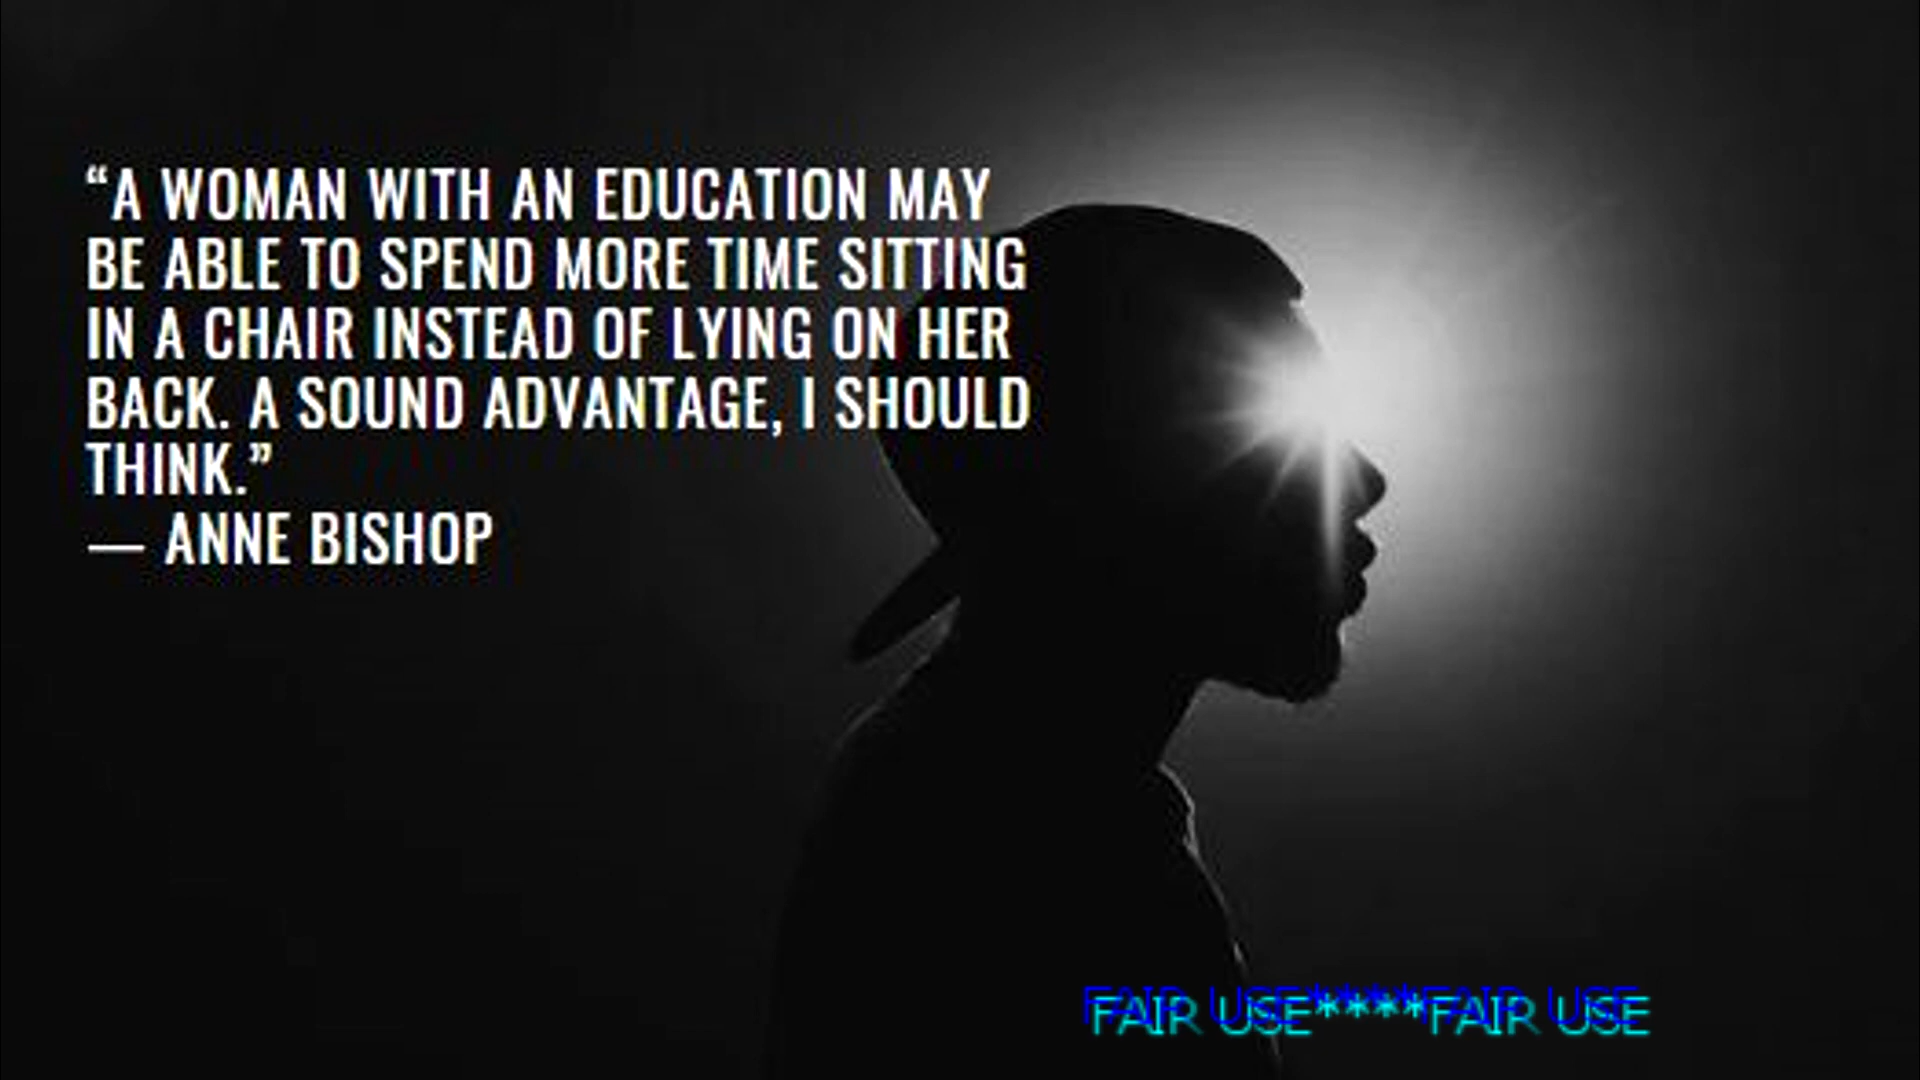 “A WOMAN WITH AN EDUCATION MAY
BE ABLE TO SPEND MORE TIME SITTING
IN A CHAIR INSTEAD OF LYING ON HER
BACK. A SOUND ADVANTAGE, I SHOULD
THINK.”
— ANNE BISHOP
FAIR USE****FAIR USE